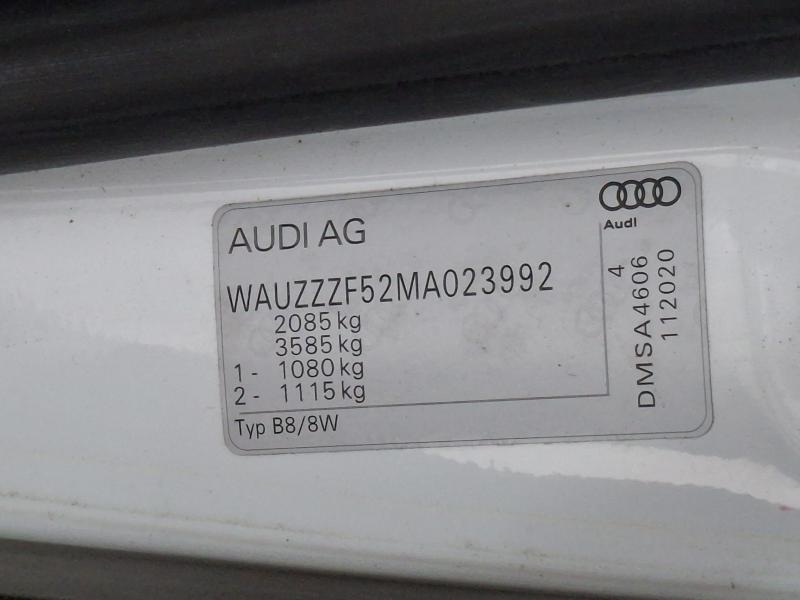 AUDI AG
WAUZZZF52MA023992
2085 kg
3585 kg
1 - 1080 kg
2 - 1115 kg
Typ B8/8W
Audi
DMSA4606 4
112020